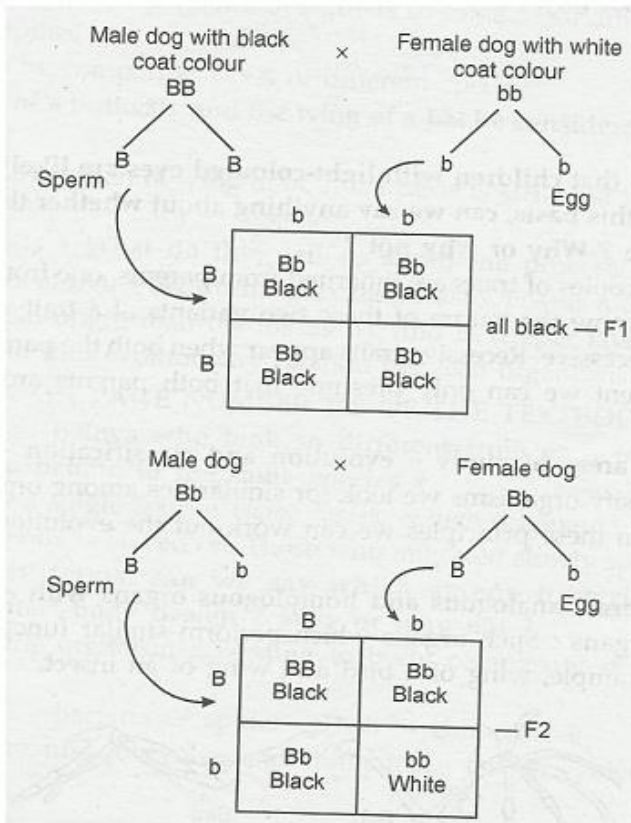 Male dog with black
coat colour
×
Female dog with white
coat colour
BB
bb
B
B
b
b
Sperm
Egg
b
b
B
Bb
Black
Bb
Black
all black — F1
B
Bb
Black
Bb
Black
Male dog
×
Female dog
Bb
Bb
B
b
B
b
Sperm
Egg
B
b
B
BB
Black
Bb
Black
— F2
b
Bb
Black
bb
White